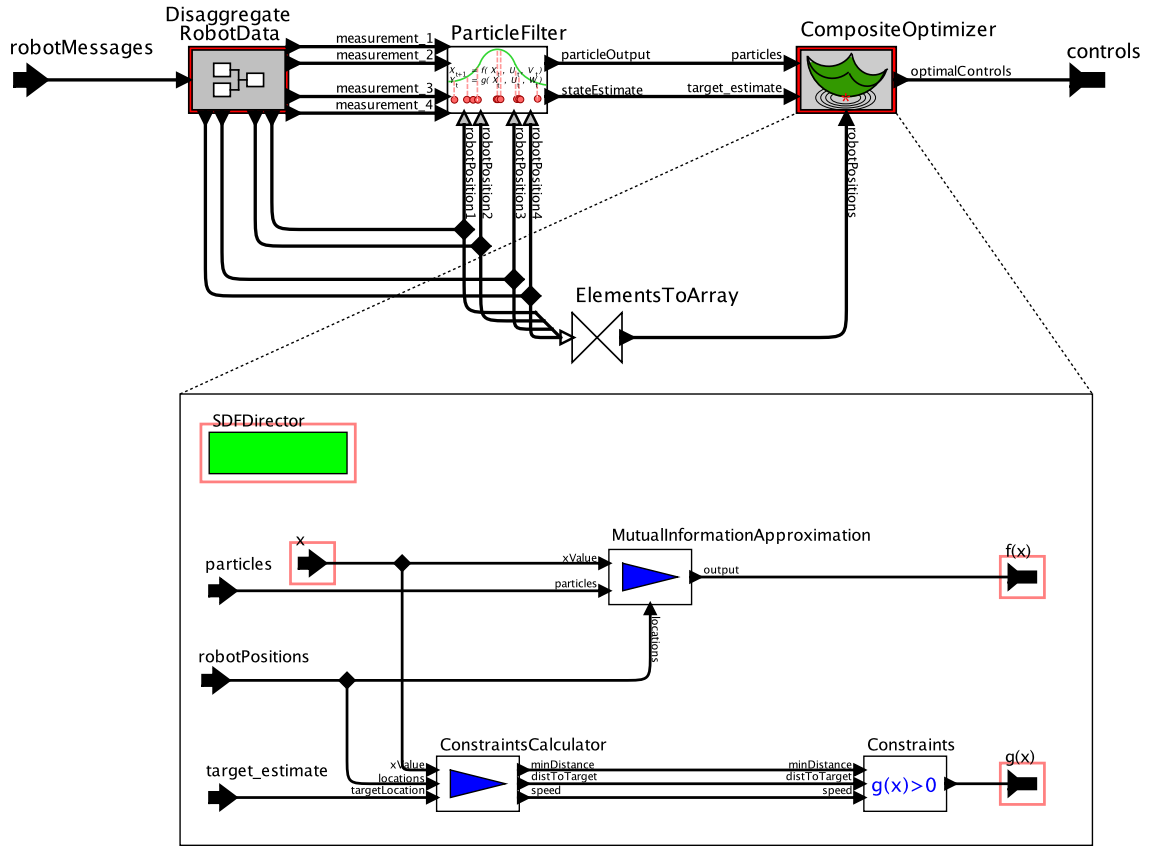 robotMessages
Disaggregate
RobotData
measurement_1
measurement_2
measurement_3
measurement_4
ParticleFilter
particleOutput
stateEstimate
particles
target_estimate
CompositeOptimizer
optimalControls
controls
robotPosition1
robotPosition2
robotPosition3
robotPosition4
robotPositions
ElementsToArray
SDFDirector
x
particles
robotPositions
target_estimate
MutualInformationApproximation
xValue
particles
locations
output
f(x)
ConstraintsCalculator
xValue
locations
targetLocation
minDistance
distToTarget
speed
Constraints
minDistance
distToTarget
speed
g(x)>0
g(x)